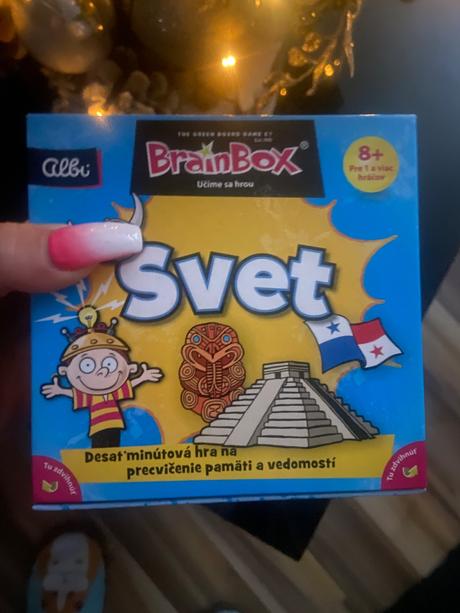 THE GREEN BOARD GAME CO
Albi
BrainBox®
Učíme sa hrou
8+
Pre 1 a viac
hráčov
Svet
Desaťminútová hra na
precvičenie pamäti a vedomostí
Tu zdvihnúť
Tu zdvihnúť